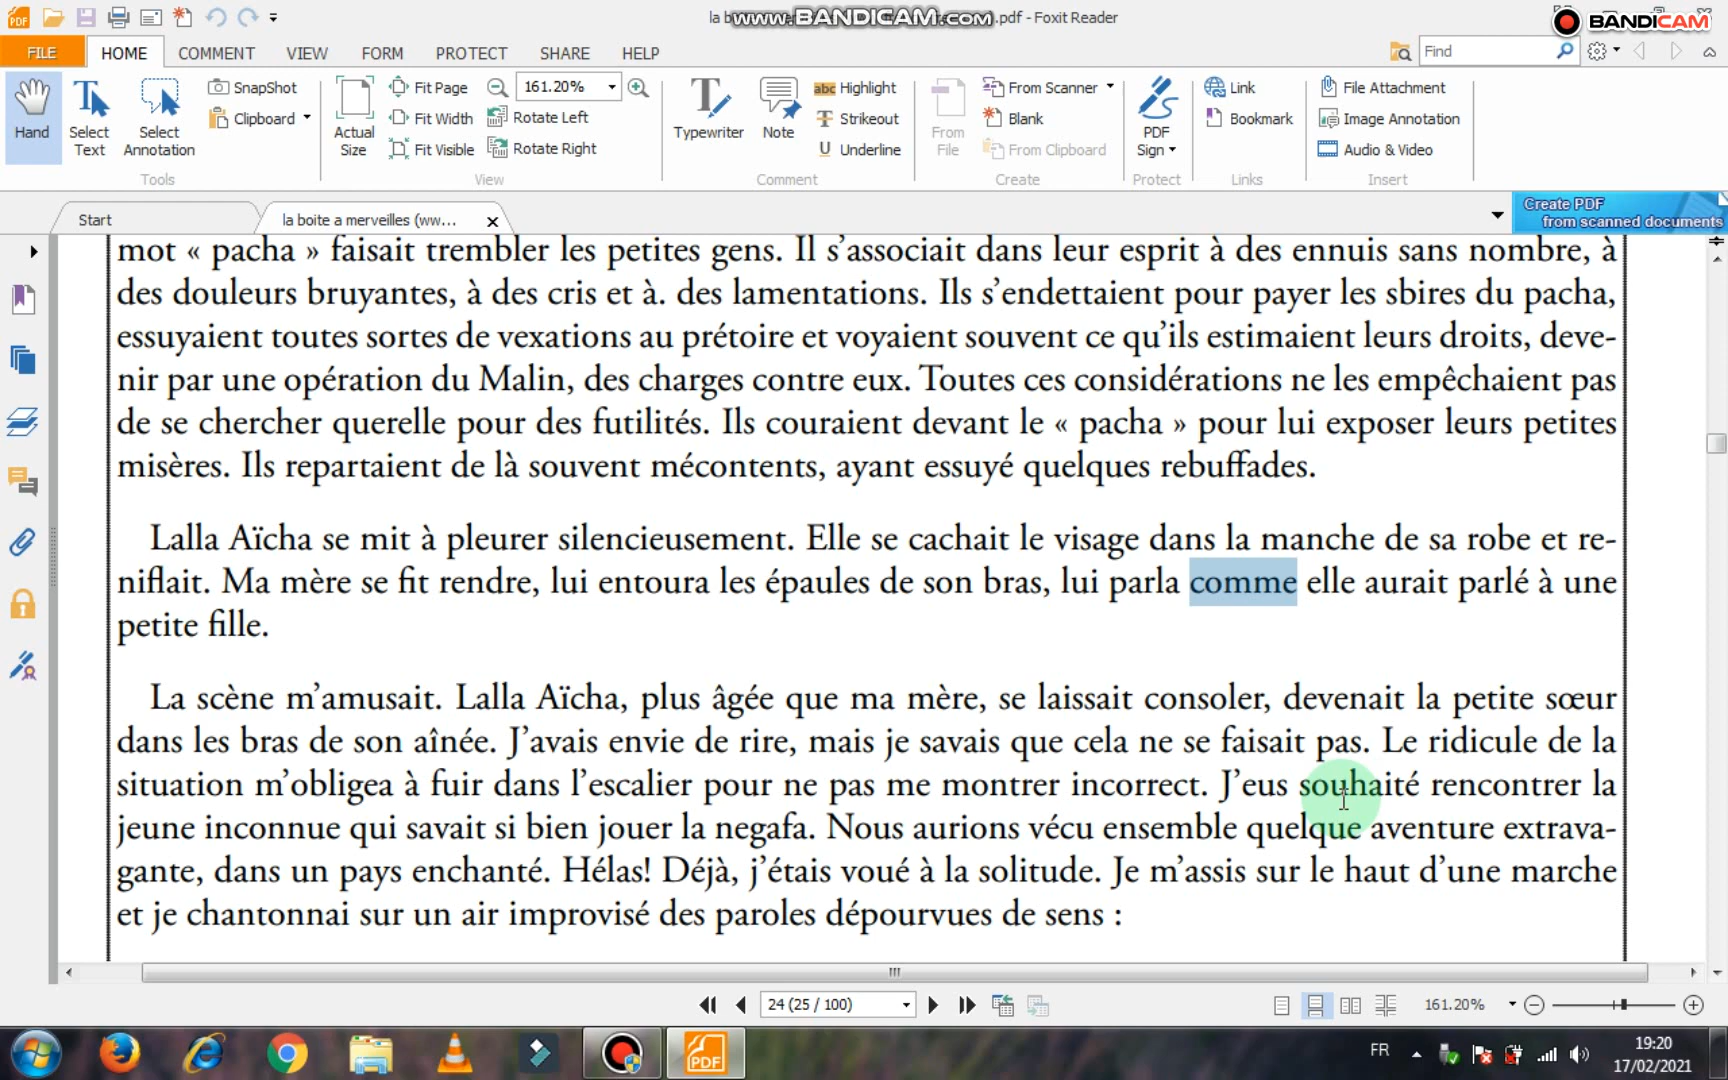 la b www.BANDICAM.com .pdf - Foxit Reader
BANDICAM
FILE HOME COMMENT VIEW FORM PROTECT SHARE HELP
Find
Hand
Select Text
Select Annotation
SnapShot
Clipboard
Tools
Actual Size
Fit Page
Fit Width
Fit Visible
161.20%
Rotate Left
Rotate Right
View
Typewriter
Note
Highlight
Strikeout
Underline
Comment
From File
From Scanner
Blank
From Clipboard
Create
PDF Sign
Protect
Link
Bookmark
Links
File Attachment
Image Annotation
Audio & Video
Insert
Start
la boite a merveilles (ww...
Create PDF
from scanned documents
mot « pacha » faisait trembler les petites gens. Il s’associait dans leur esprit à des ennuis sans nombre, à
des douleurs bruyantes, à des cris et à. des lamentations. Ils s’endettaient pour payer les sbires du pacha,
essuyaient toutes sortes de vexations au prétoire et voyaient souvent ce qu’ils estimaient leurs droits, deve-
nir par une opération du Malin, des charges contre eux. Toutes ces considérations ne les empêchaient pas
de se chercher querelle pour des futilités. Ils couraient devant le « pacha » pour lui exposer leurs petites
misères. Ils repartaient de là souvent mécontents, ayant essuyé quelques rebuffades.
Lalla Aïcha se mit à pleurer silencieusement. Elle se cachait le visage dans la manche de sa robe et re-
niflait. Ma mère se fit rendre, lui entoura les épaules de son bras, lui parla comme elle aurait parlé à une
petite fille.
La scène m’amusait. Lalla Aïcha, plus âgée que ma mère, se laissait consoler, devenait la petite sœur
dans les bras de son aînée. J’avais envie de rire, mais je savais que cela ne se faisait pas. Le ridicule de la
situation m’obligea à fuir dans l’escalier pour ne pas me montrer incorrect. J’eus souhaité rencontrer la
jeune inconnue qui savait si bien jouer la negafa. Nous aurions vécu ensemble quelque aventure extrava-
gante, dans un pays enchanté. Hélas! Déjà, j’étais voué à la solitude. Je m’assis sur le haut d’une marche
et je chantonnai sur un air improvisé des paroles dépourvues de sens :
24 (25 / 100)
161.20%
FR
19:20
17/02/2021